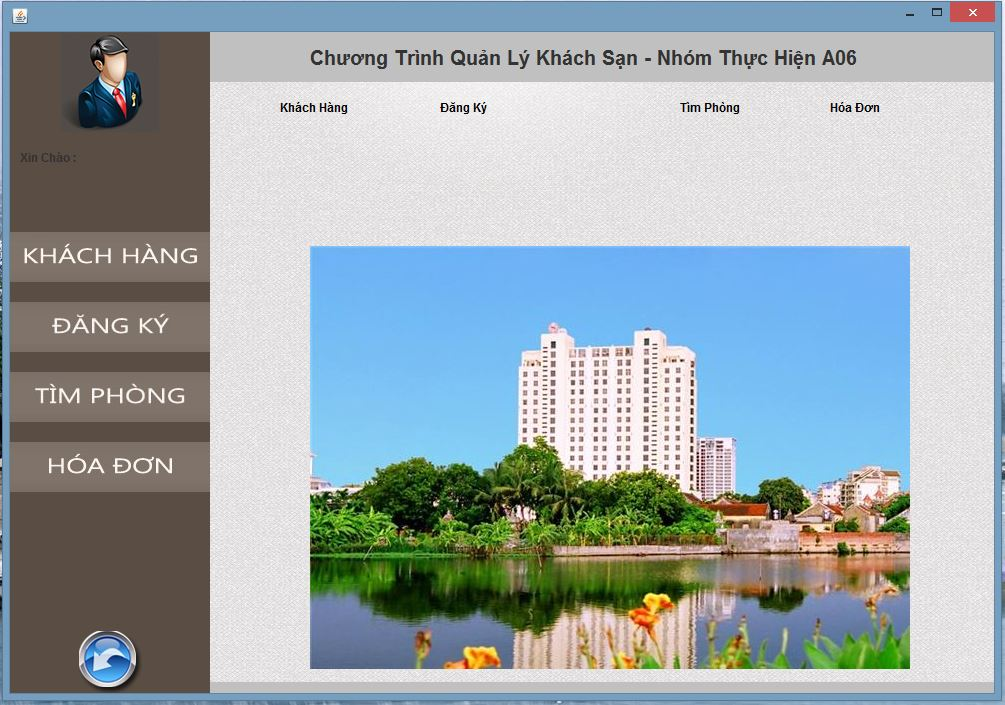 Chương Trình Quản Lý Khách Sạn - Nhóm Thực Hiện A06
Khách Hàng Đăng Ký Tìm Phòng Hóa Đơn
Xin Chào :
KHÁCH HÀNG
ĐĂNG KÝ
TÌM PHÒNG
HÓA ĐƠN